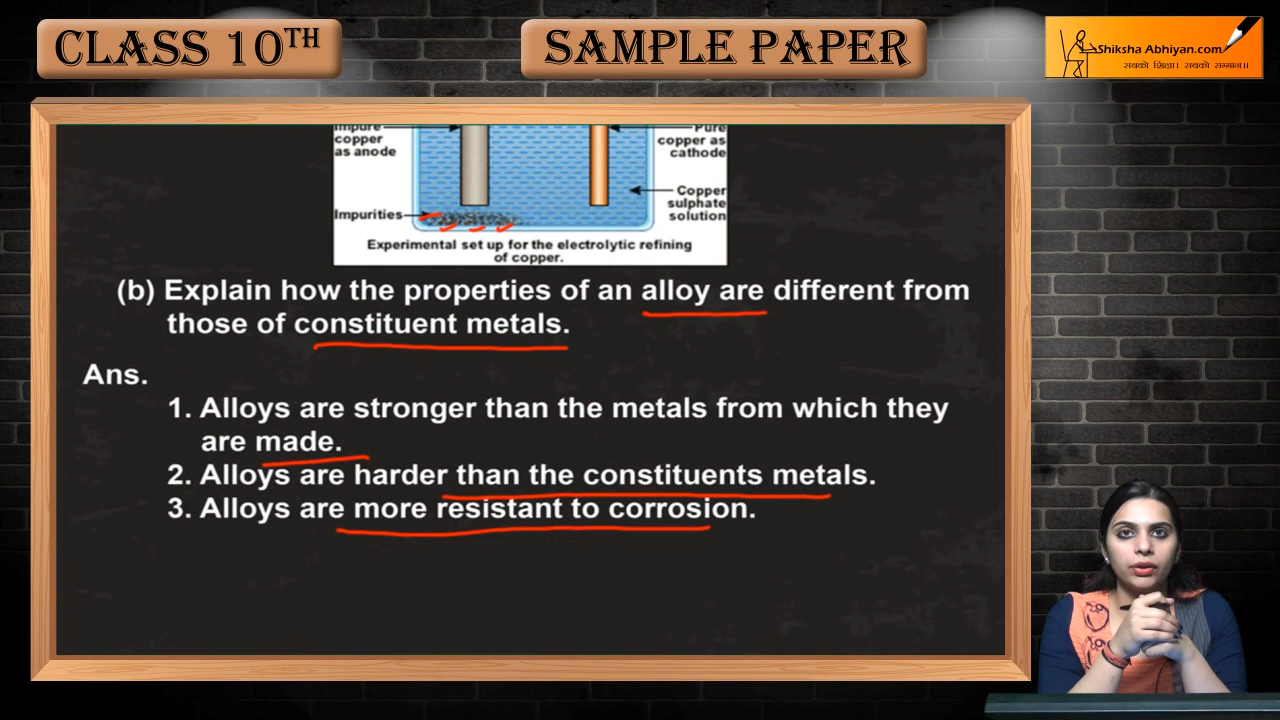 CLASS 10TH
SAMPLE PAPER
Shiksha Abhiyan.com
सबको शिक्षा। सबको सम्मान॥
Impure
copper
as anode
Pure
copper as
cathode
Copper
sulphate
solution
Impurities
Experimental set up for the electrolytic refining
of copper.
(b) Explain how the properties of an alloy are different from
those of constituent metals.
Ans.
1. Alloys are stronger than the metals from which they
are made.
2. Alloys are harder than the constituents metals.
3. Alloys are more resistant to corrosion.